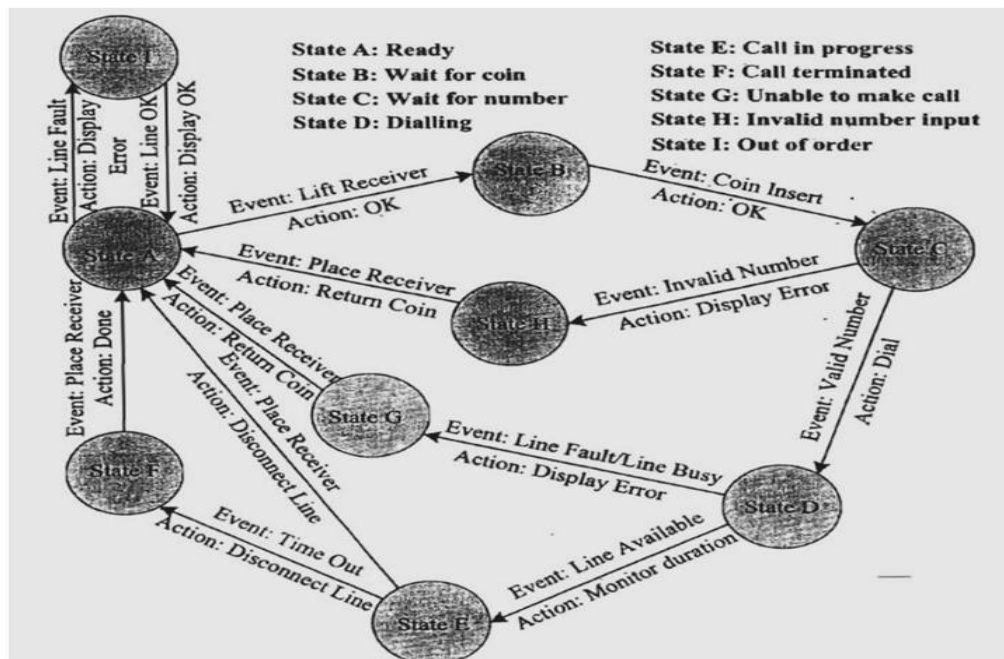 State A: Ready
State B: Wait for coin
State C: Wait for number
State D: Dialling
State E: Call in progress
State F: Call terminated
State G: Unable to make call
State H: Invalid number input
State I: Out of order
State I
Event: Line Fault
Action: Display
Error
Event: Line OK
Action: Display OK
State A
Event: Lift Receiver
Action: OK
State B
Event: Coin Insert
Action: OK
State C
Event: Invalid Number
Action: Display Error
State H
Event: Place Receiver
Action: Return Coin
Event: Valid Number
Action: Dial
State D
Event: Line Fault/Line Busy
Action: Display Error
State G
Event: Place Receiver
Action: Return Coin
Event: Line Available
Action: Monitor duration
State E
Event: Place Receiver
Action: Disconnect Line
Event: Time Out
Action: Disconnect Line
State F
Event: Place Receiver
Action: Done